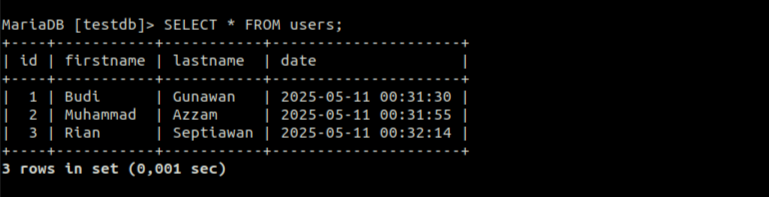 MariaDB [testdb]> SELECT * FROM users;
+----+-----------+-----------+---------------------+
| id | firstname | lastname  | date                |
+----+-----------+-----------+---------------------+
|  1 | Budi      | Gunawan   | 2025-05-11 00:31:30 |
|  2 | Muhammad  | Azzam     | 2025-05-11 00:31:55 |
|  3 | Rian      | Septiawan | 2025-05-11 00:32:14 |
+----+-----------+-----------+---------------------+
3 rows in set (0,001 sec)